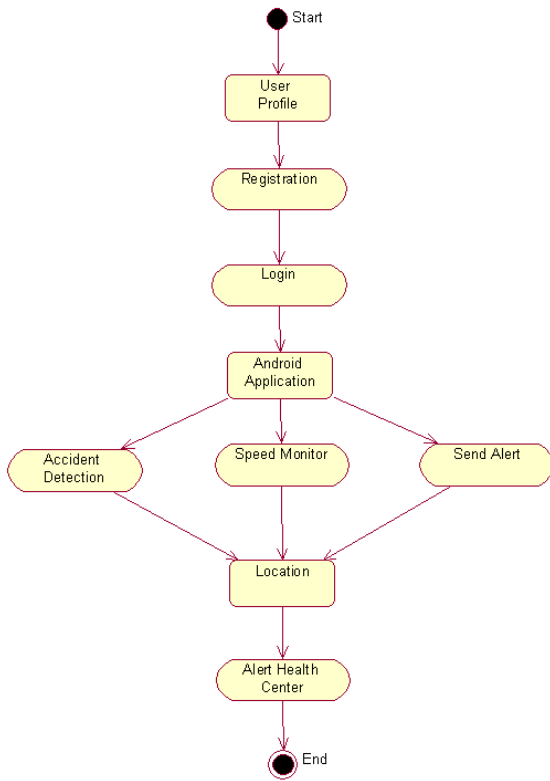 Start
User
Profile
Registration
Login
Android
Application
Accident
Detection
Speed Monitor
Send Alert
Location
Alert Health
Center
End